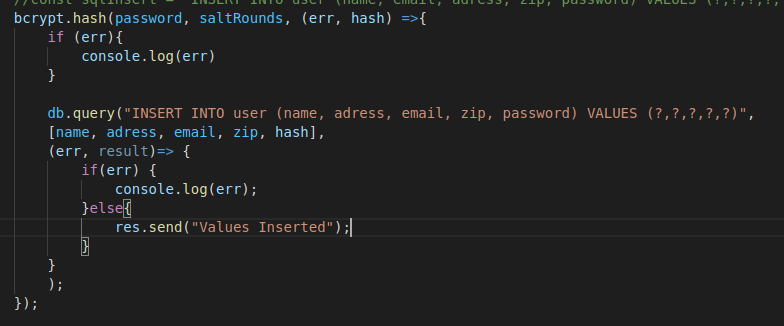 //const sqlInsert = "INSERT INTO user (name, email, adress, zip, password) VALUES (?,?,?,?,
bcrypt.hash(password, saltRounds, (err, hash) =>{
if (err){
console.log(err)
}
db.query("INSERT INTO user (name, adress, email, zip, password) VALUES (?,?,?,?,?)",
[name, adress, email, zip, hash],
(err, result)=> {
if(err) {
console.log(err);
}else{
res.send("Values Inserted");
}
}
);
});